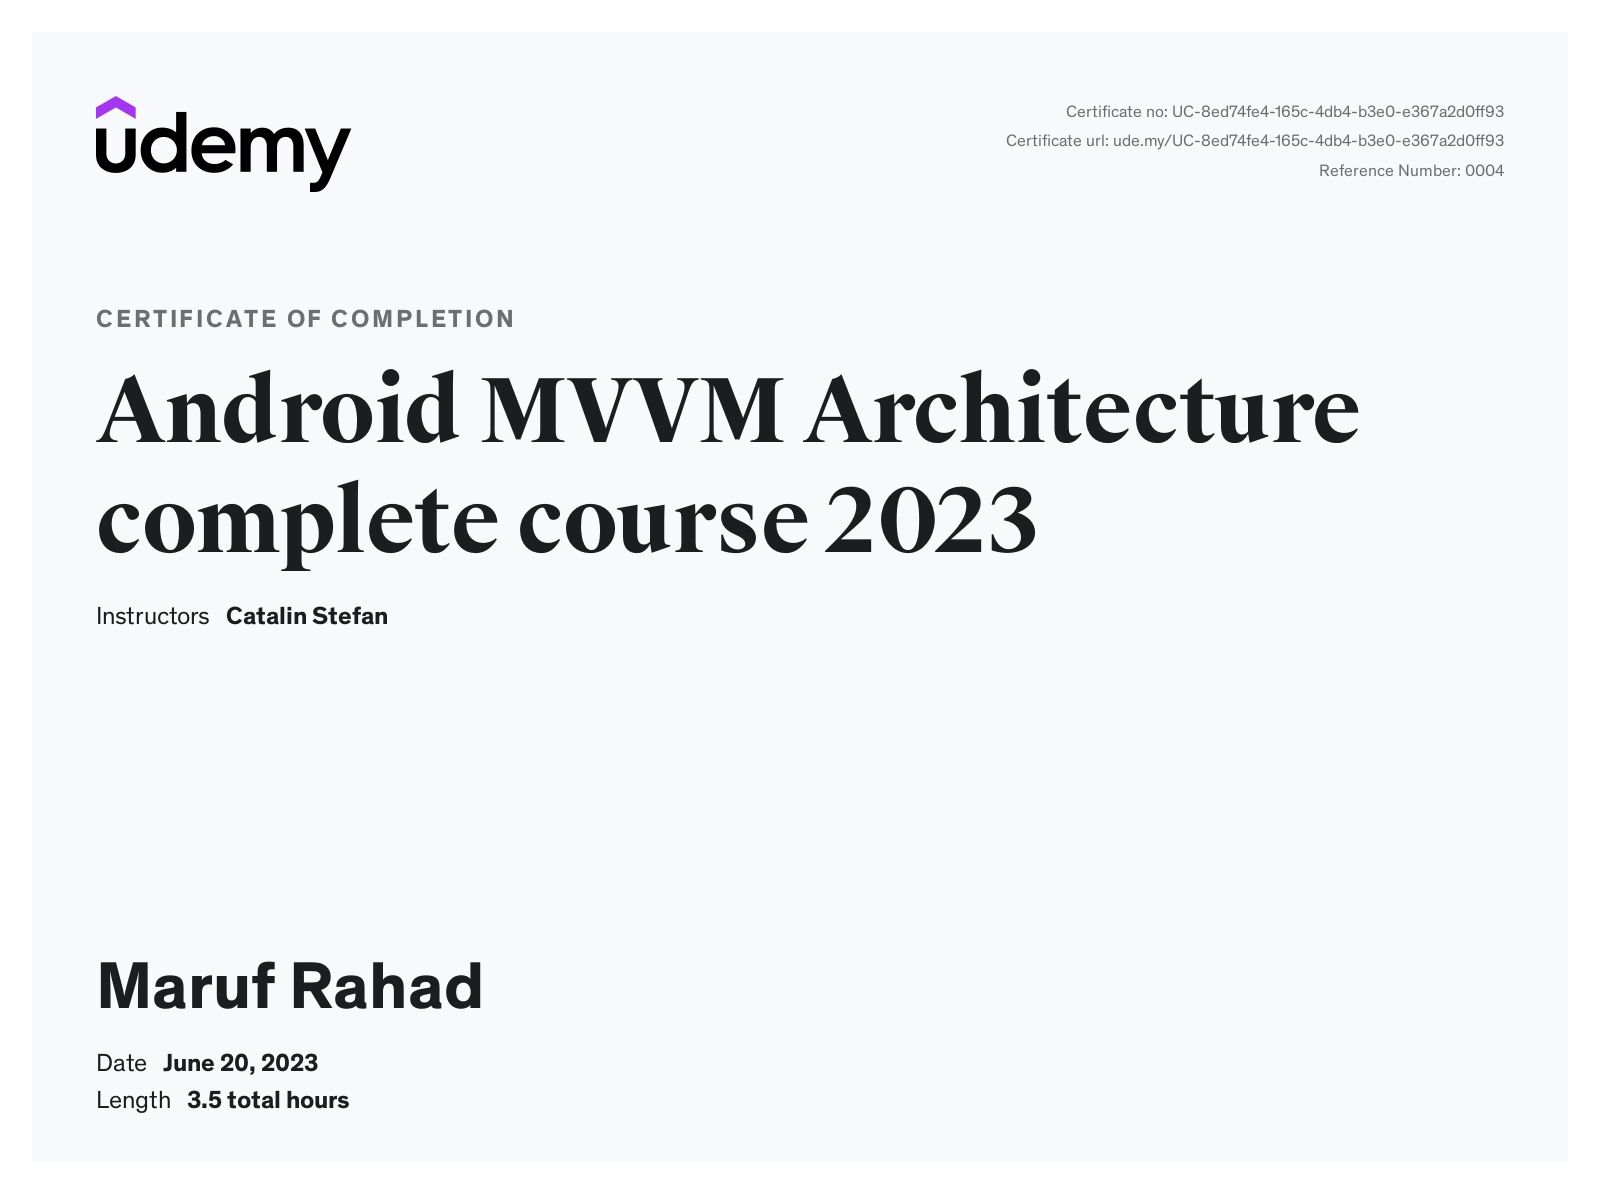 udemy
Certificate no: UC-8ed74fe4-165c-4db4-b3e0-e367a2d0ff93
Certificate url: ude.my/UC-8ed74fe4-165c-4db4-b3e0-e367a2d0ff93
Reference Number: 0004
CERTIFICATE OF COMPLETION
Android MVVM Architecture
complete course 2023
Instructors Catalin Stefan
Maruf Rahad
Date June 20, 2023
Length 3.5 total hours